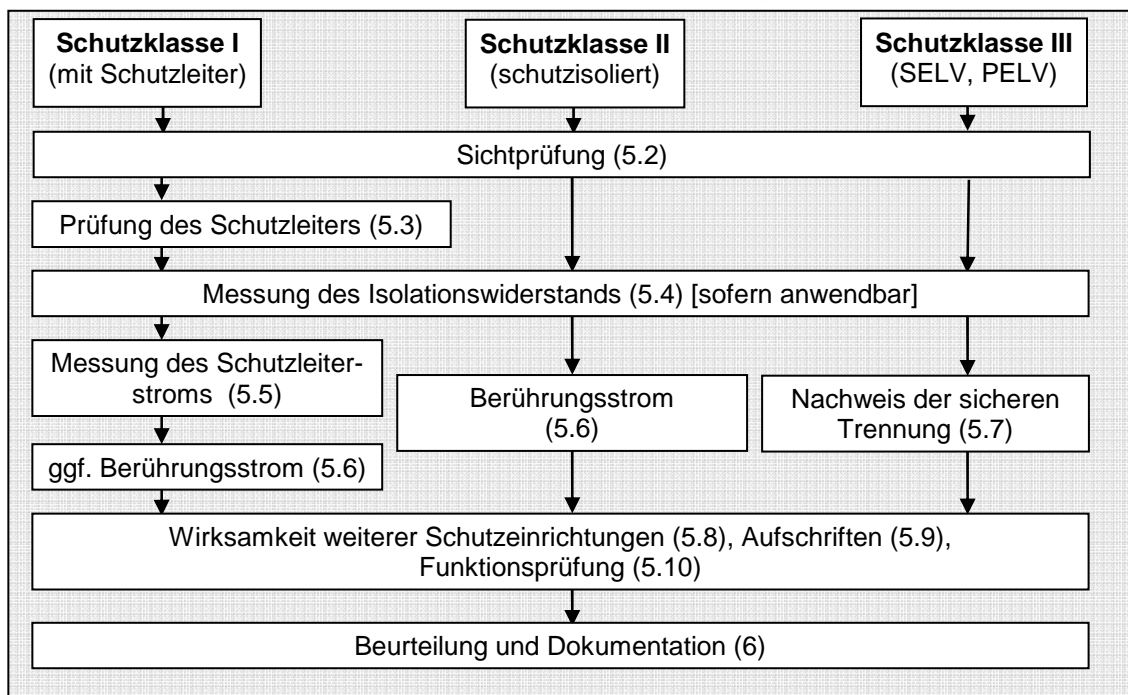 Schutzklasse I
(mit Schutzleiter)
Schutzklasse II
(schutzisoliert)
Schutzklasse III
(SELV, PELV)
Sichtprüfung (5.2)
Prüfung des Schutzleiters (5.3)
Messung des Isolationswiderstands (5.4) [sofern anwendbar]
Messung des Schutzleiter-
stroms (5.5)
ggf. Berührungsstrom (5.6)
Berührungsstrom
(5.6)
Nachweis der sicheren
Trennung (5.7)
Wirksamkeit weiterer Schutzeinrichtungen (5.8), Aufschriften (5.9),
Funktionsprüfung (5.10)
Beurteilung und Dokumentation (6)